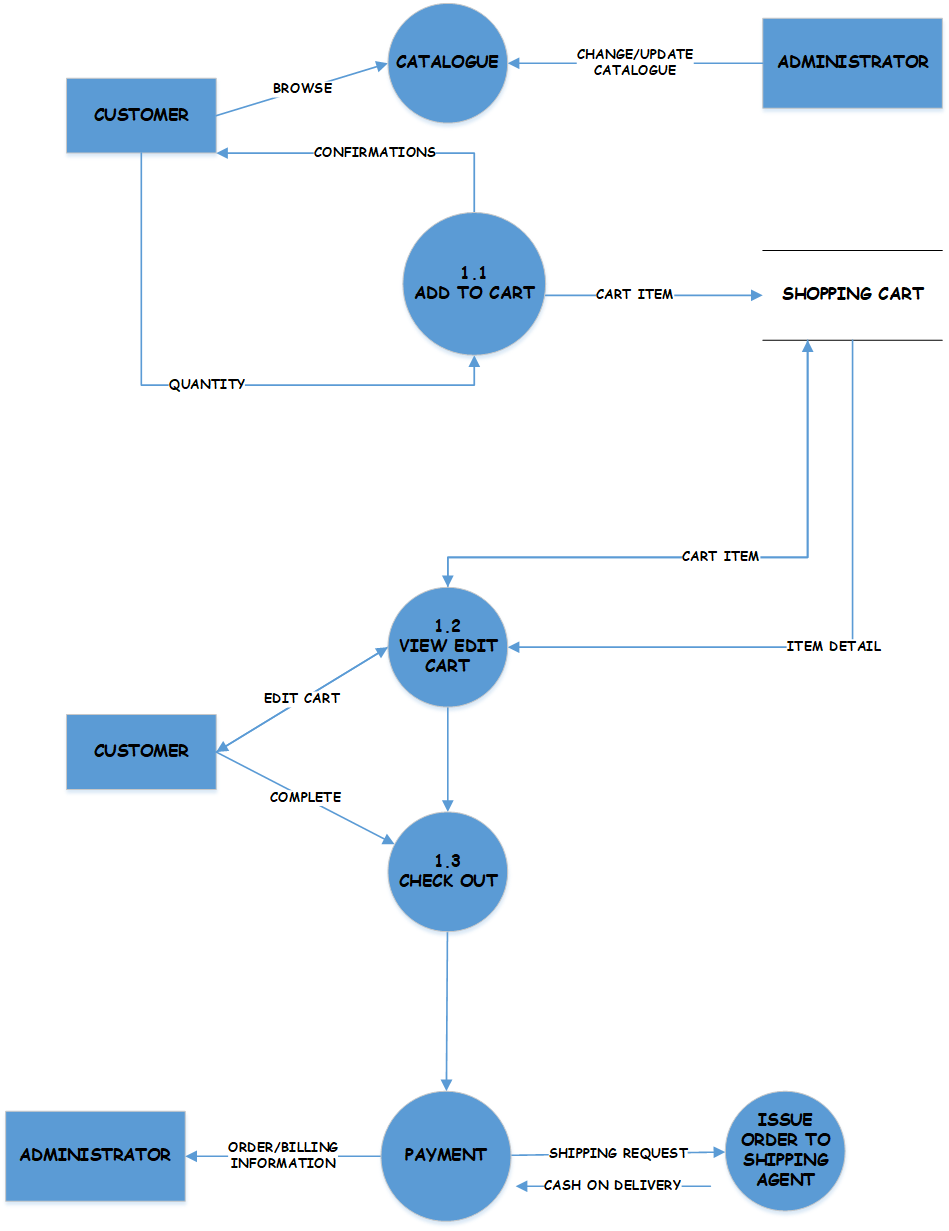 CATALOGUE
CHANGE/UPDATE
CATALOGUE
ADMINISTRATOR
BROWSE
CUSTOMER
CONFIRMATIONS
1.1
ADD TO CART
CART ITEM
SHOPPING CART
QUANTITY
CART ITEM
1.2
VIEW EDIT
CART
ITEM DETAIL
EDIT CART
CUSTOMER
COMPLETE
1.3
CHECK OUT
ADMINISTRATOR
ORDER/BILLING
INFORMATION
PAYMENT
SHIPPING REQUEST
CASH ON DELIVERY
ISSUE
ORDER TO
SHIPPING
AGENT